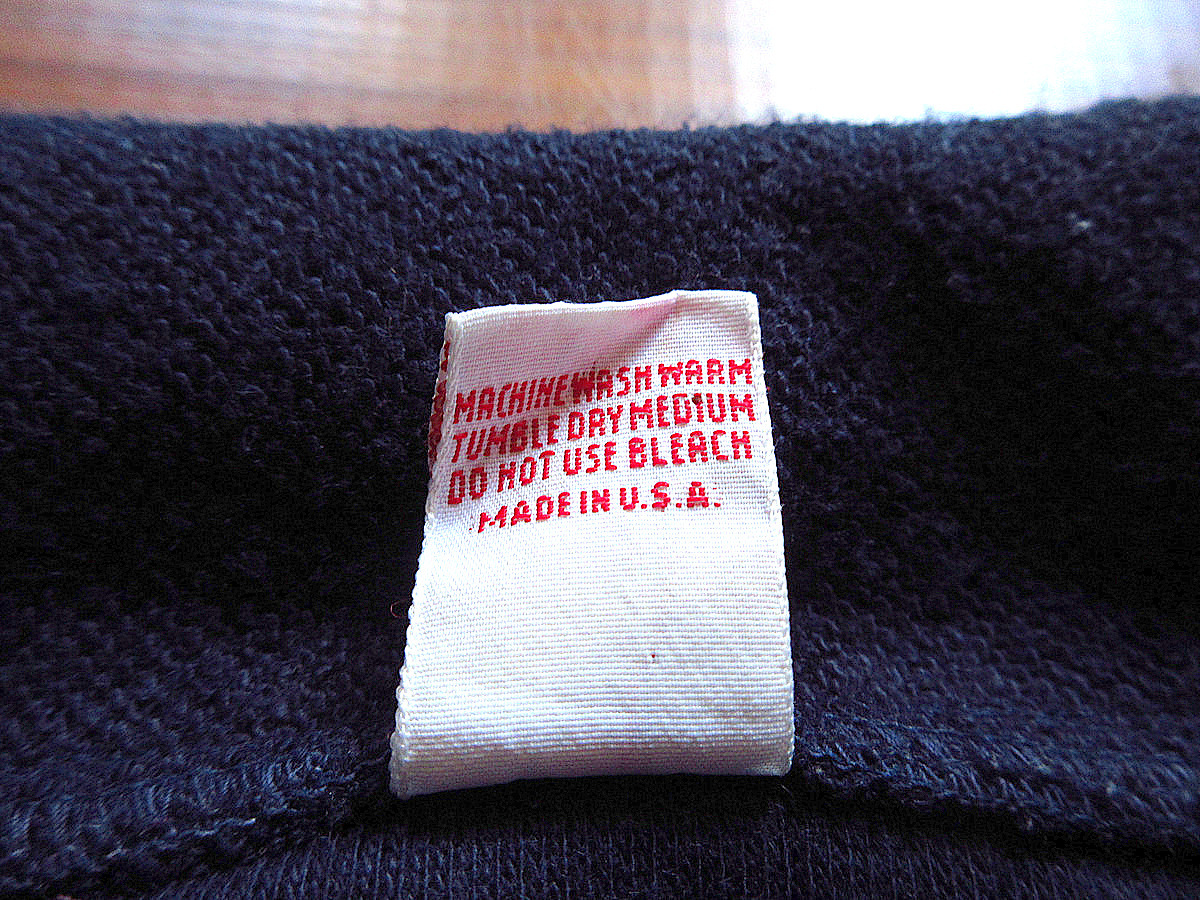 MACHINE WASH WARM
TUMBLE DRY MEDIUM
DO NOT USE BLEACH
MADE IN U.S.A.